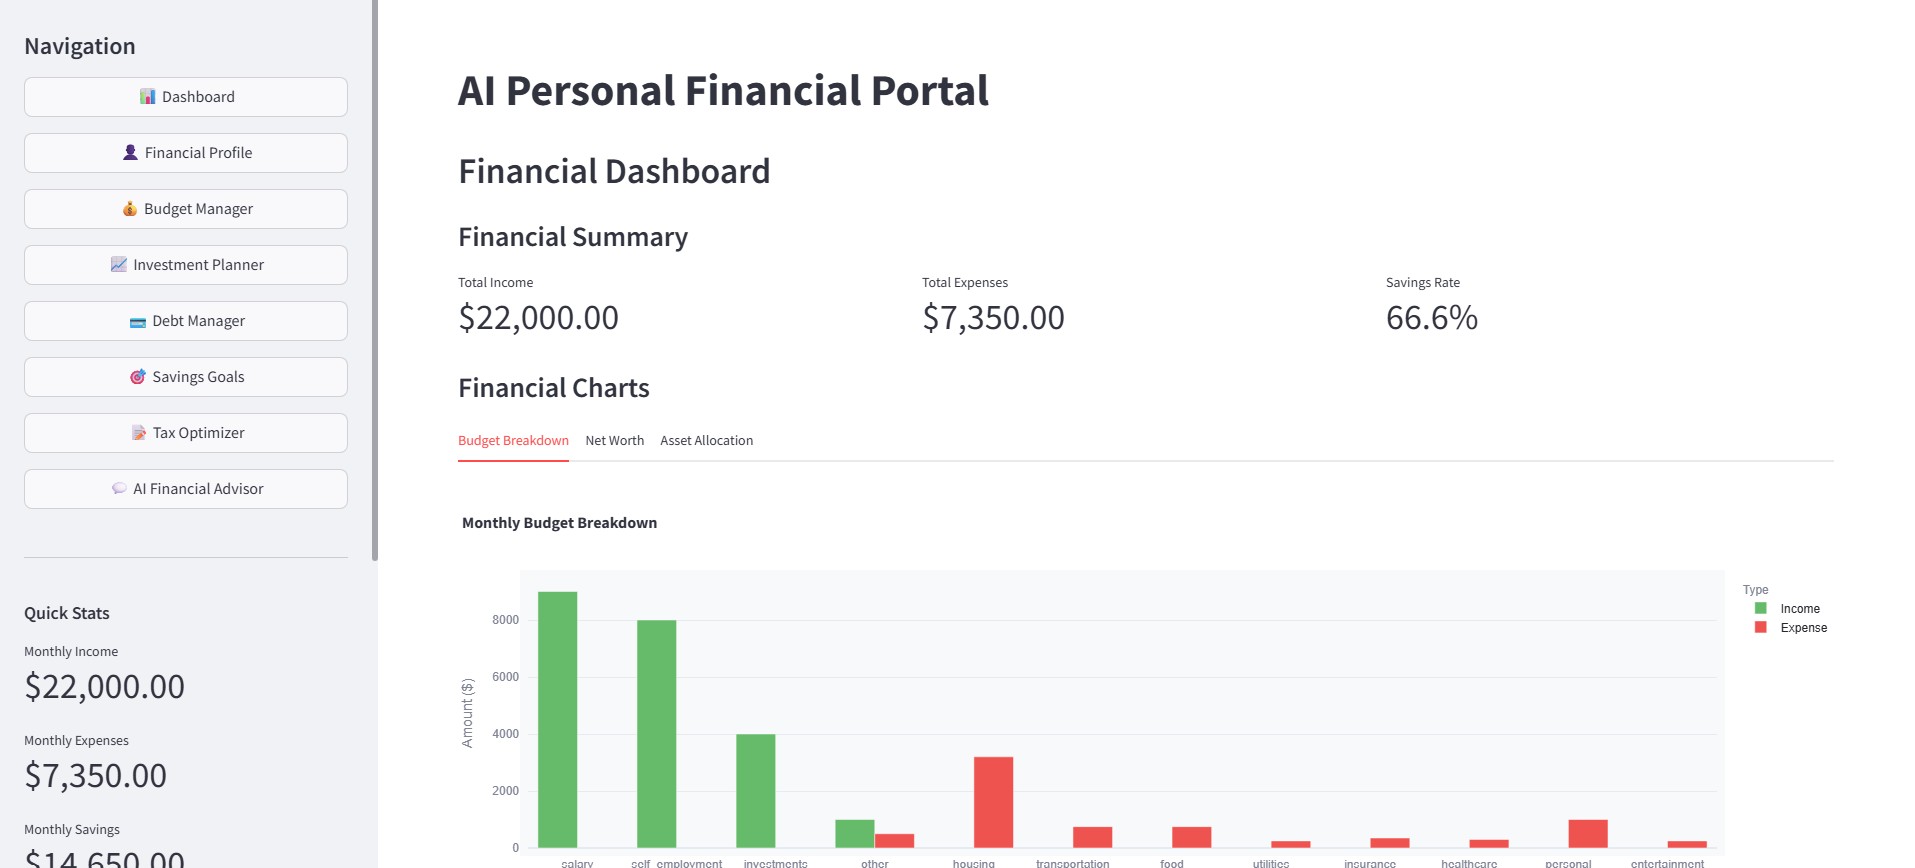 Navigation
Dashboard
Financial Profile
Budget Manager
Investment Planner
Debt Manager
Savings Goals
Tax Optimizer
AI Financial Advisor
Quick Stats
Monthly Income
$22,000.00
Monthly Expenses
$7,350.00
Monthly Savings
$14,650.00
AI Personal Financial Portal
Financial Dashboard
Financial Summary
Total Income Total Expenses Savings Rate
$22,000.00 $7,350.00 66.6%
Financial Charts
Budget Breakdown Net Worth Asset Allocation
Monthly Budget Breakdown
Type
Income
Expense
Amount ($)
8000
6000
4000
2000
0
salary self_employment investments other housing transportation food utilities insurance healthcare personal entertainment